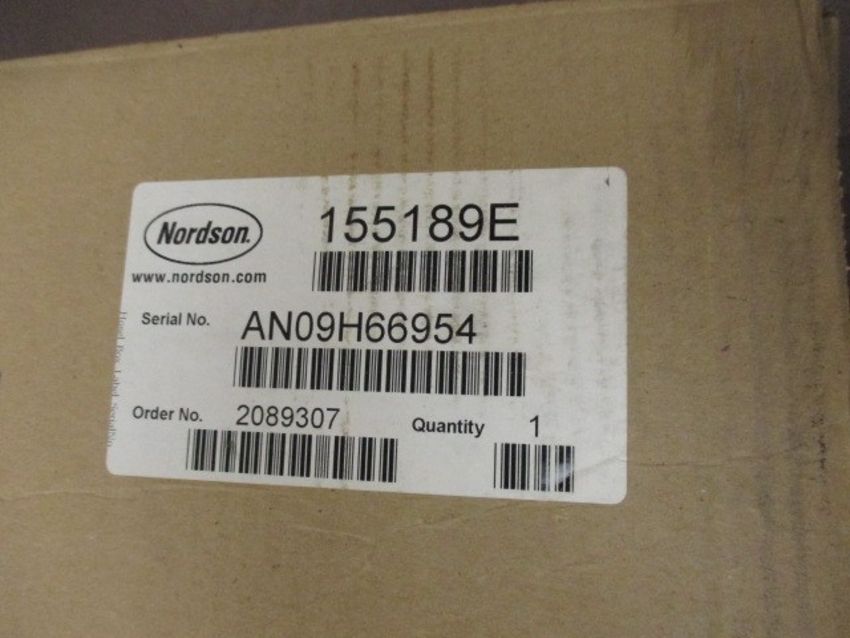 Nordson.
155189E
www.nordson.com
Serial No. AN09H66954
Order No. 2089307 Quantity 1